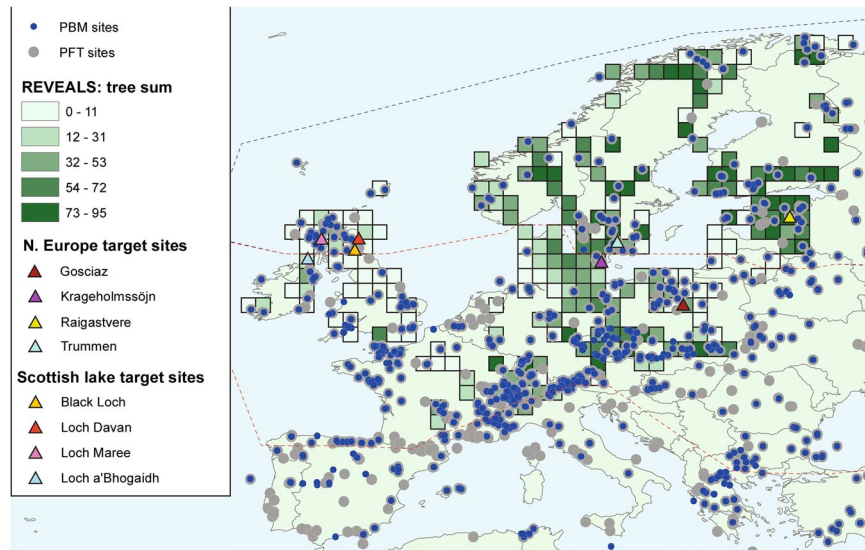 PBM sites
PFT sites
REVEALS: tree sum
0 - 11
12 - 31
32 - 53
54 - 72
73 - 95
N. Europe target sites
Gosciaz
Krageholmssöjn
Raigastvere
Trummen
Scottish lake target sites
Black Loch
Loch Davan
Loch Maree
Loch a'Bhogaidh